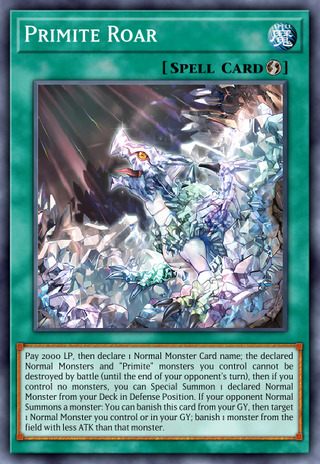 Primite Roar
[Spell Card]
Pay 2000 LP, then declare 1 Normal Monster Card name; the declared
Normal Monsters and "Primite" monsters you control cannot be
destroyed by battle (until the end of your opponent's turn), then if you
control no monsters, you can Special Summon 1 declared Normal
Monster from your Deck in Defense Position. If your opponent Normal
Summons a monster: You can banish this card from your GY, then target
1 Normal Monster you control or in your GY; banish 1 monster from the
field with less ATK than that monster.